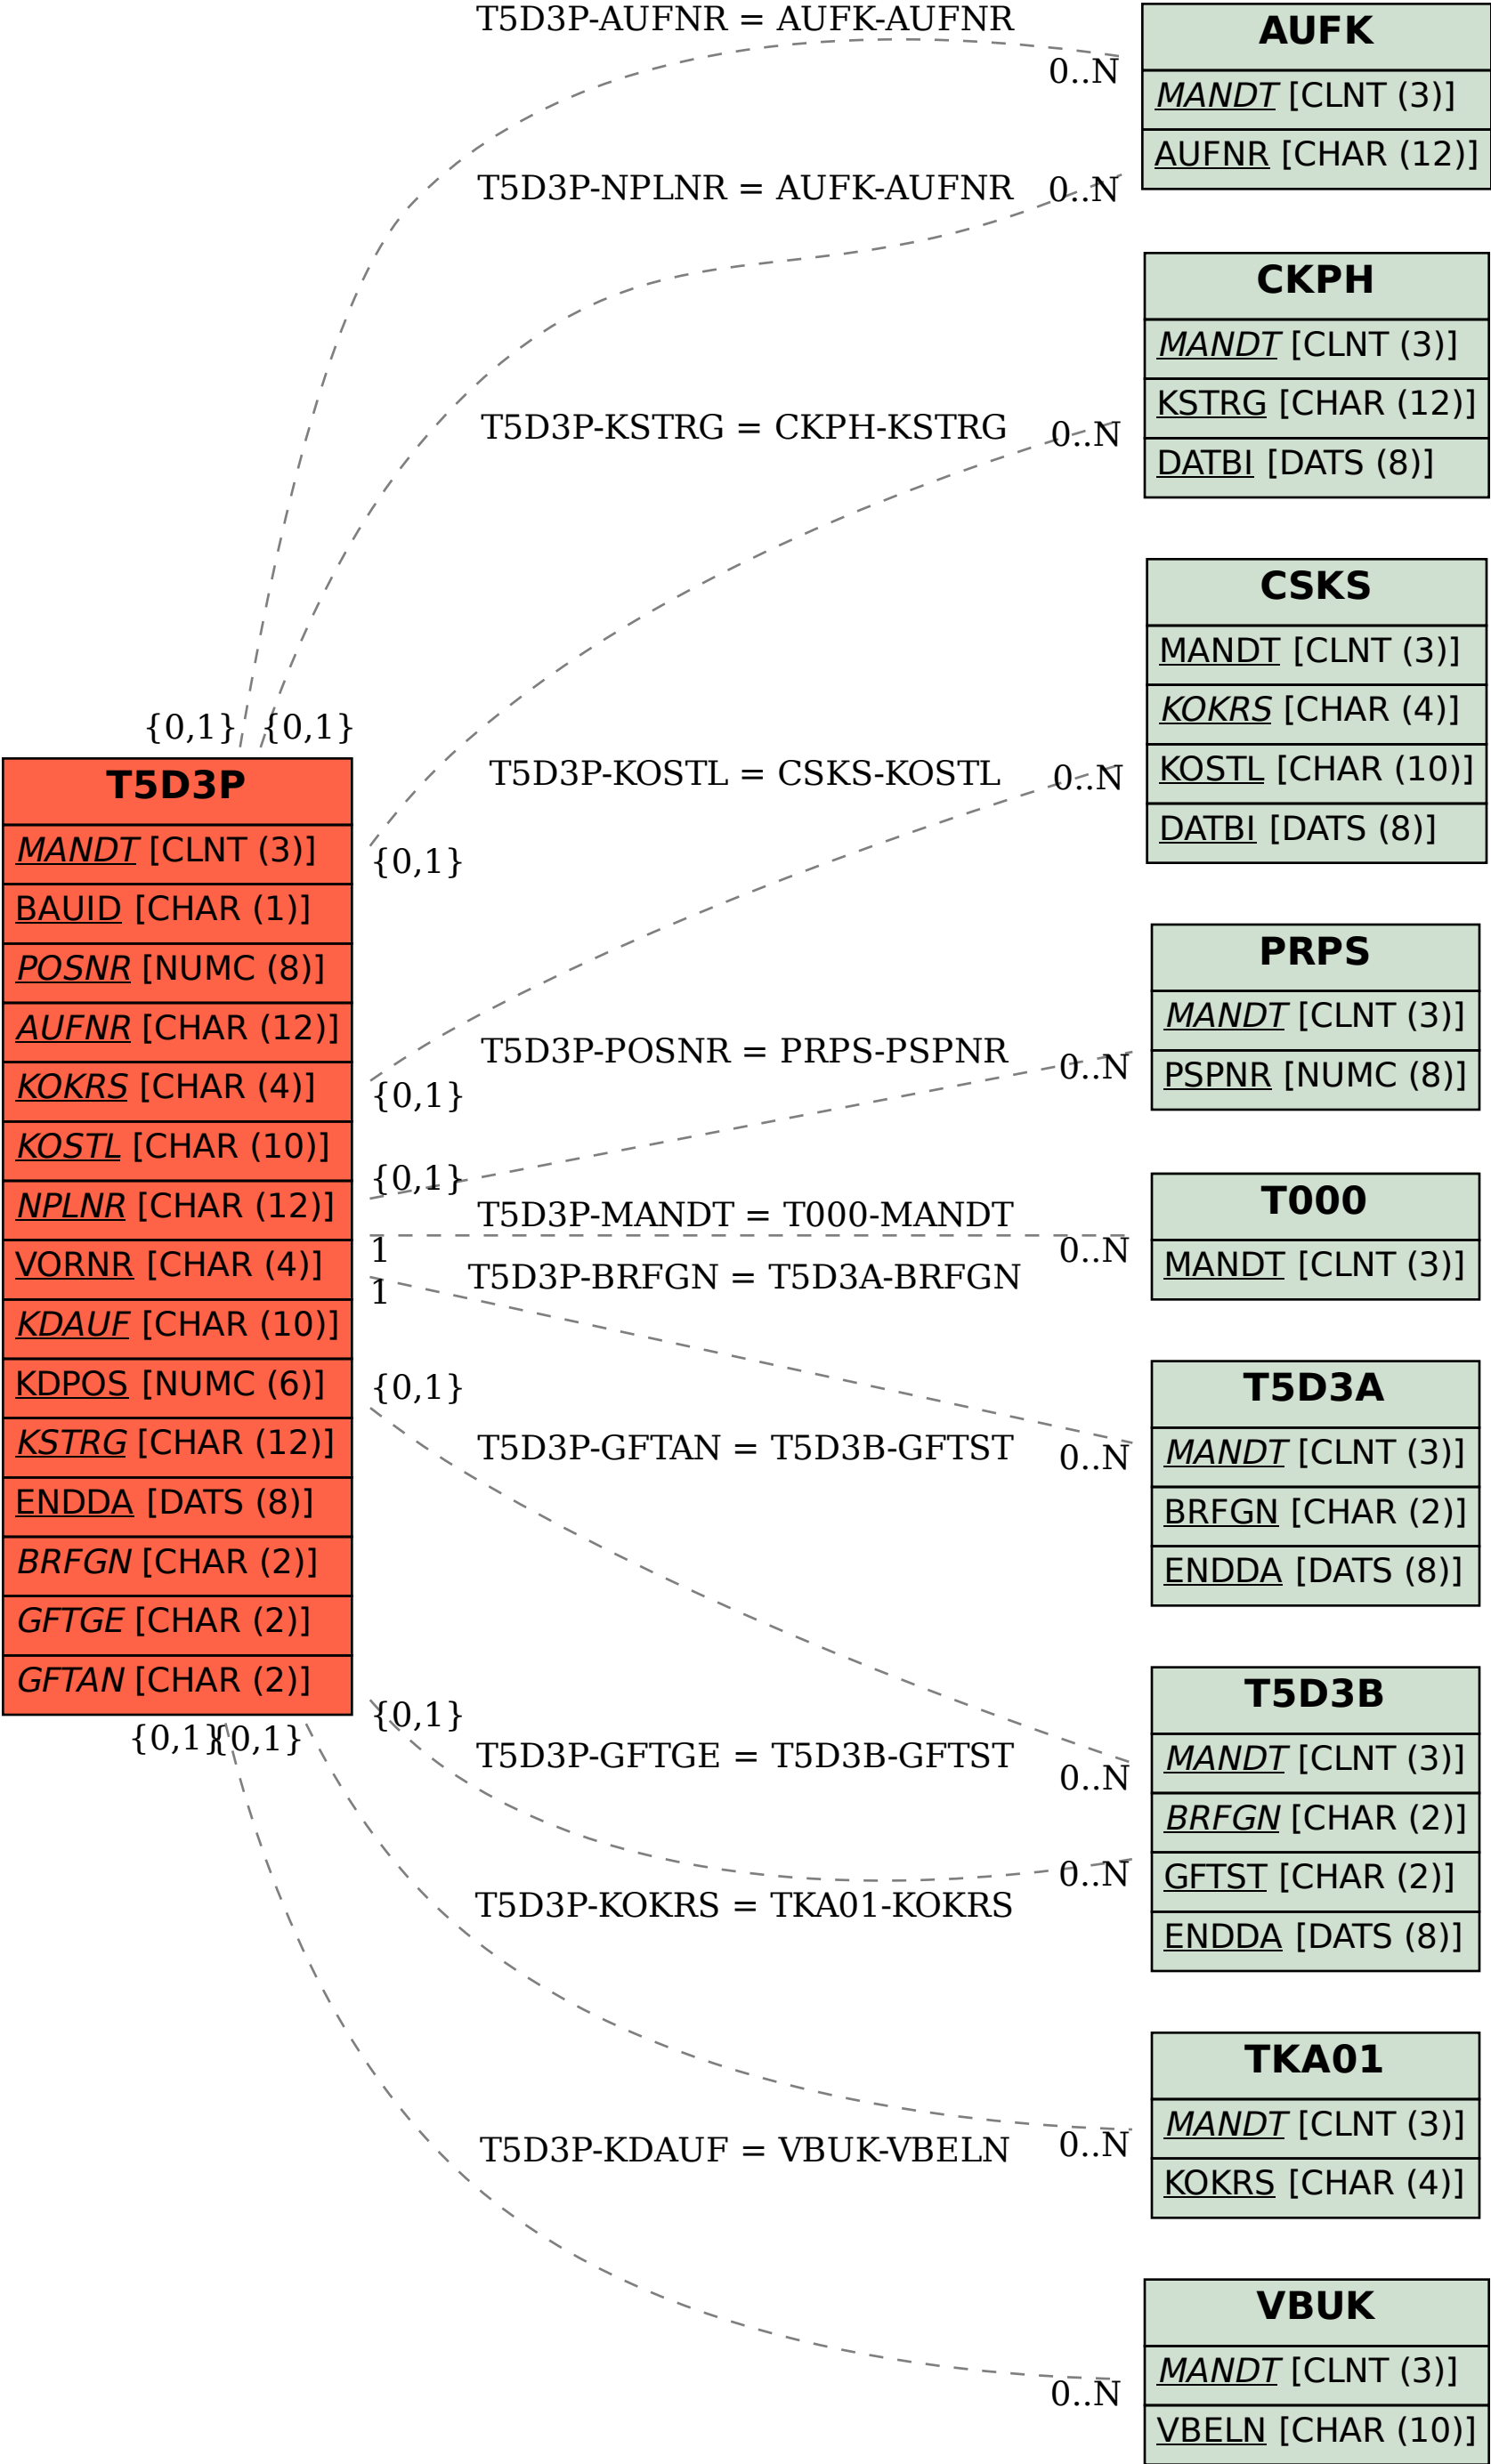 T5D3P-AUFNR = AUFK-AUFNR
0..N
AUFK
MANDT [CLNT (3)]
AUFNR [CHAR (12)]
T5D3P-NPLNR = AUFK-AUFNR
0..N
CKPH
MANDT [CLNT (3)]
KSTRG [CHAR (12)]
DATBI [DATS (8)]
T5D3P-KSTRG = CKPH-KSTRG
0..N
CSKS
MANDT [CLNT (3)]
KOKRS [CHAR (4)]
KOSTL [CHAR (10)]
DATBI [DATS (8)]
T5D3P-KOSTL = CSKS-KOSTL
0..N
{0,1}
{0,1}
T5D3P
MANDT [CLNT (3)]
BAUID [CHAR (1)]
POSNR [NUMC (8)]
AUFNR [CHAR (12)]
KOKRS [CHAR (4)]
KOSTL [CHAR (10)]
NPLNR [CHAR (12)]
VORNR [CHAR (4)]
KDAUF [CHAR (10)]
KDPOS [NUMC (6)]
KSTRG [CHAR (12)]
ENDDA [DATS (8)]
BRFGN [CHAR (2)]
GFTGE [CHAR (2)]
GFTAN [CHAR (2)]
{0,1}
{0,1}
{0,1}
{0,1}
T5D3P-POSNR = PRPS-PSPNR
0..N
PRPS
MANDT [CLNT (3)]
PSPNR [NUMC (8)]
{0,1}
T5D3P-MANDT = T000-MANDT
1
0..N
T000
MANDT [CLNT (3)]
T5D3P-BRFGN = T5D3A-BRFGN
1
0..N
T5D3A
MANDT [CLNT (3)]
BRFGN [CHAR (2)]
ENDDA [DATS (8)]
{0,1}
T5D3P-GFTAN = T5D3B-GFTST
0..N
T5D3B
MANDT [CLNT (3)]
BRFGN [CHAR (2)]
GFTST [CHAR (2)]
ENDDA [DATS (8)]
{0,1}
T5D3P-GFTGE = T5D3B-GFTST
0..N
T5D3P-KOKRS = TKA01-KOKRS
0..N
TKA01
MANDT [CLNT (3)]
KOKRS [CHAR (4)]
T5D3P-KDAUF = VBUK-VBELN
0..N
VBUK
MANDT [CLNT (3)]
VBELN [CHAR (10)]